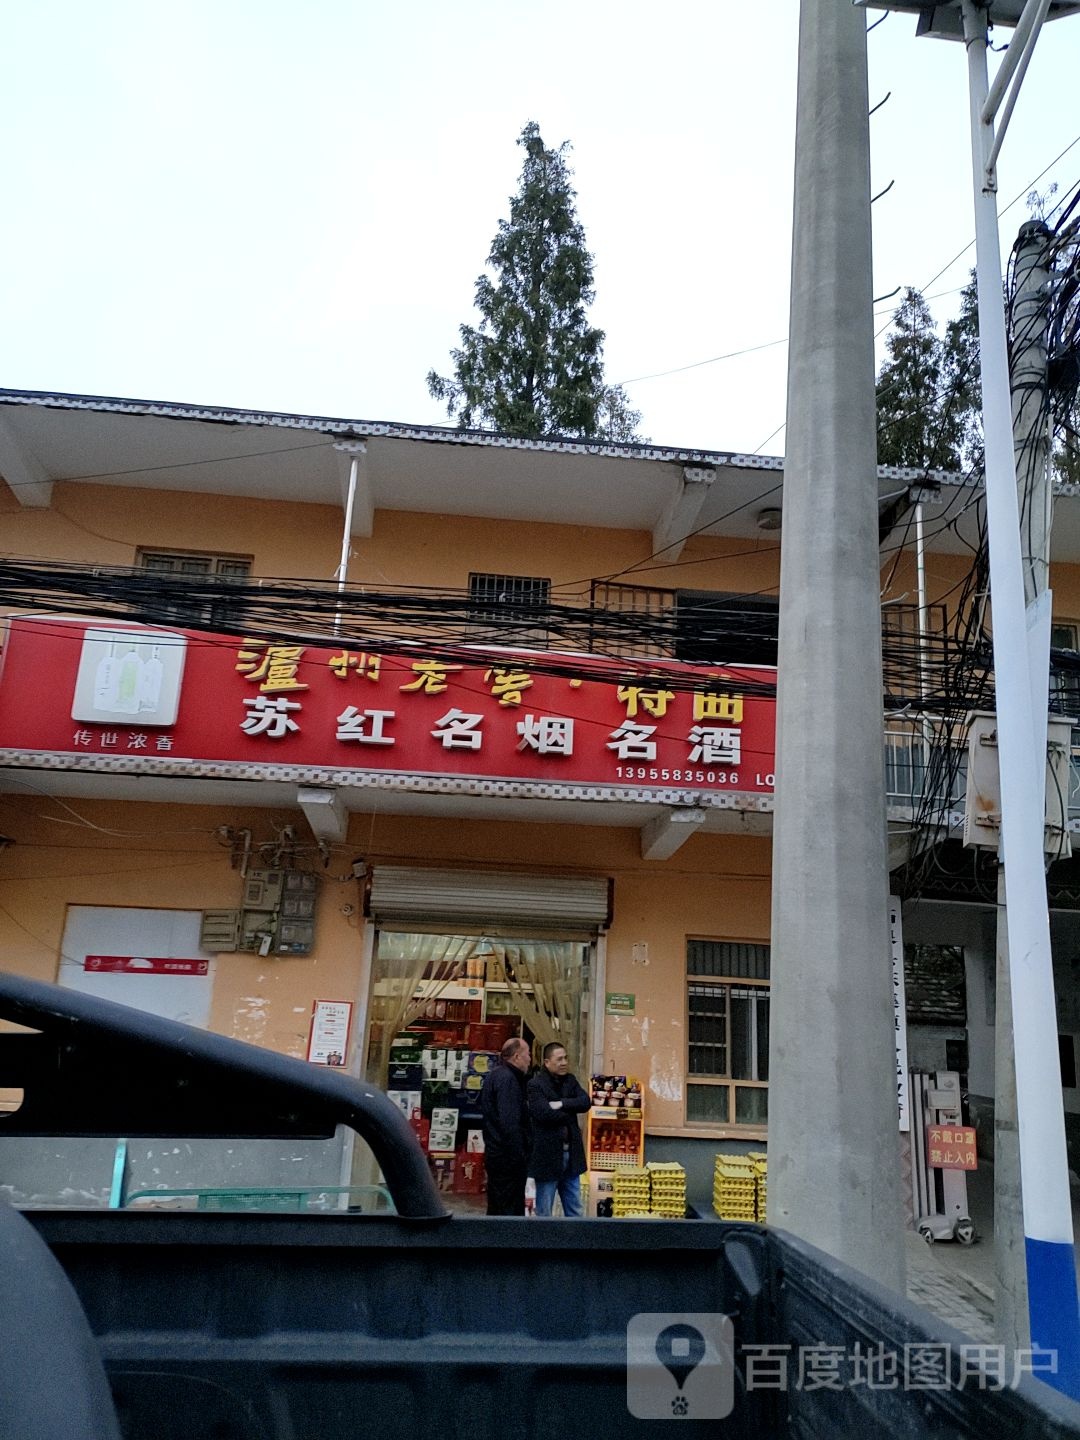 泸州老窖·特曲
苏红名烟名酒
传世浓香
13955835036 LO
不戴口罩
禁止入内
百度地图用户